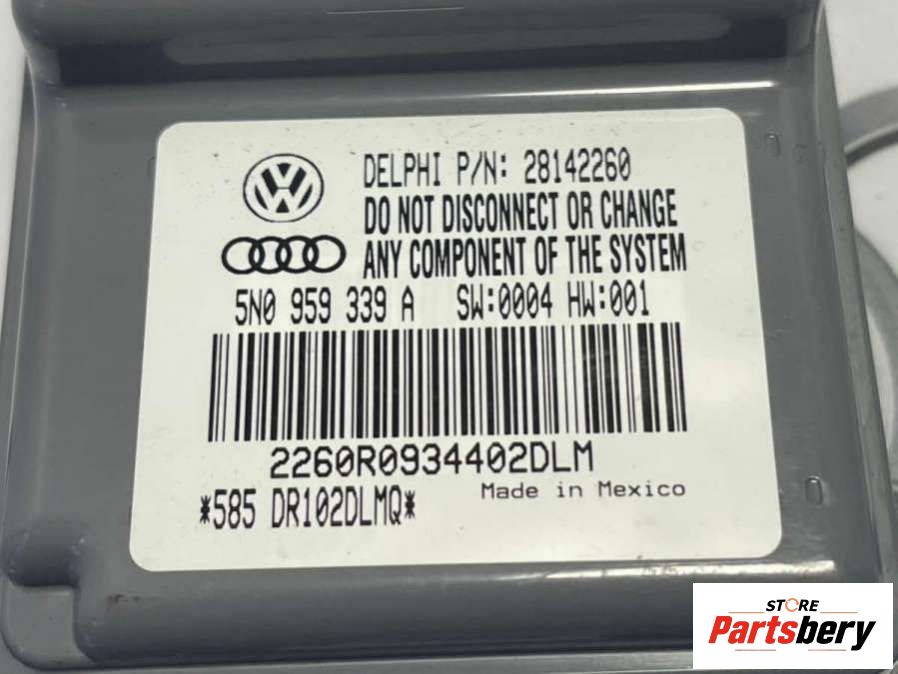 DELPHI P/N: 28142260
DO NOT DISCONNECT OR CHANGE
ANY COMPONENT OF THE SYSTEM
5N0 959 339 A SW:0004 HW:001
2260R0934402DLM
*585 DR102DLMQ*
Made in Mexico
STORE
Partsbery